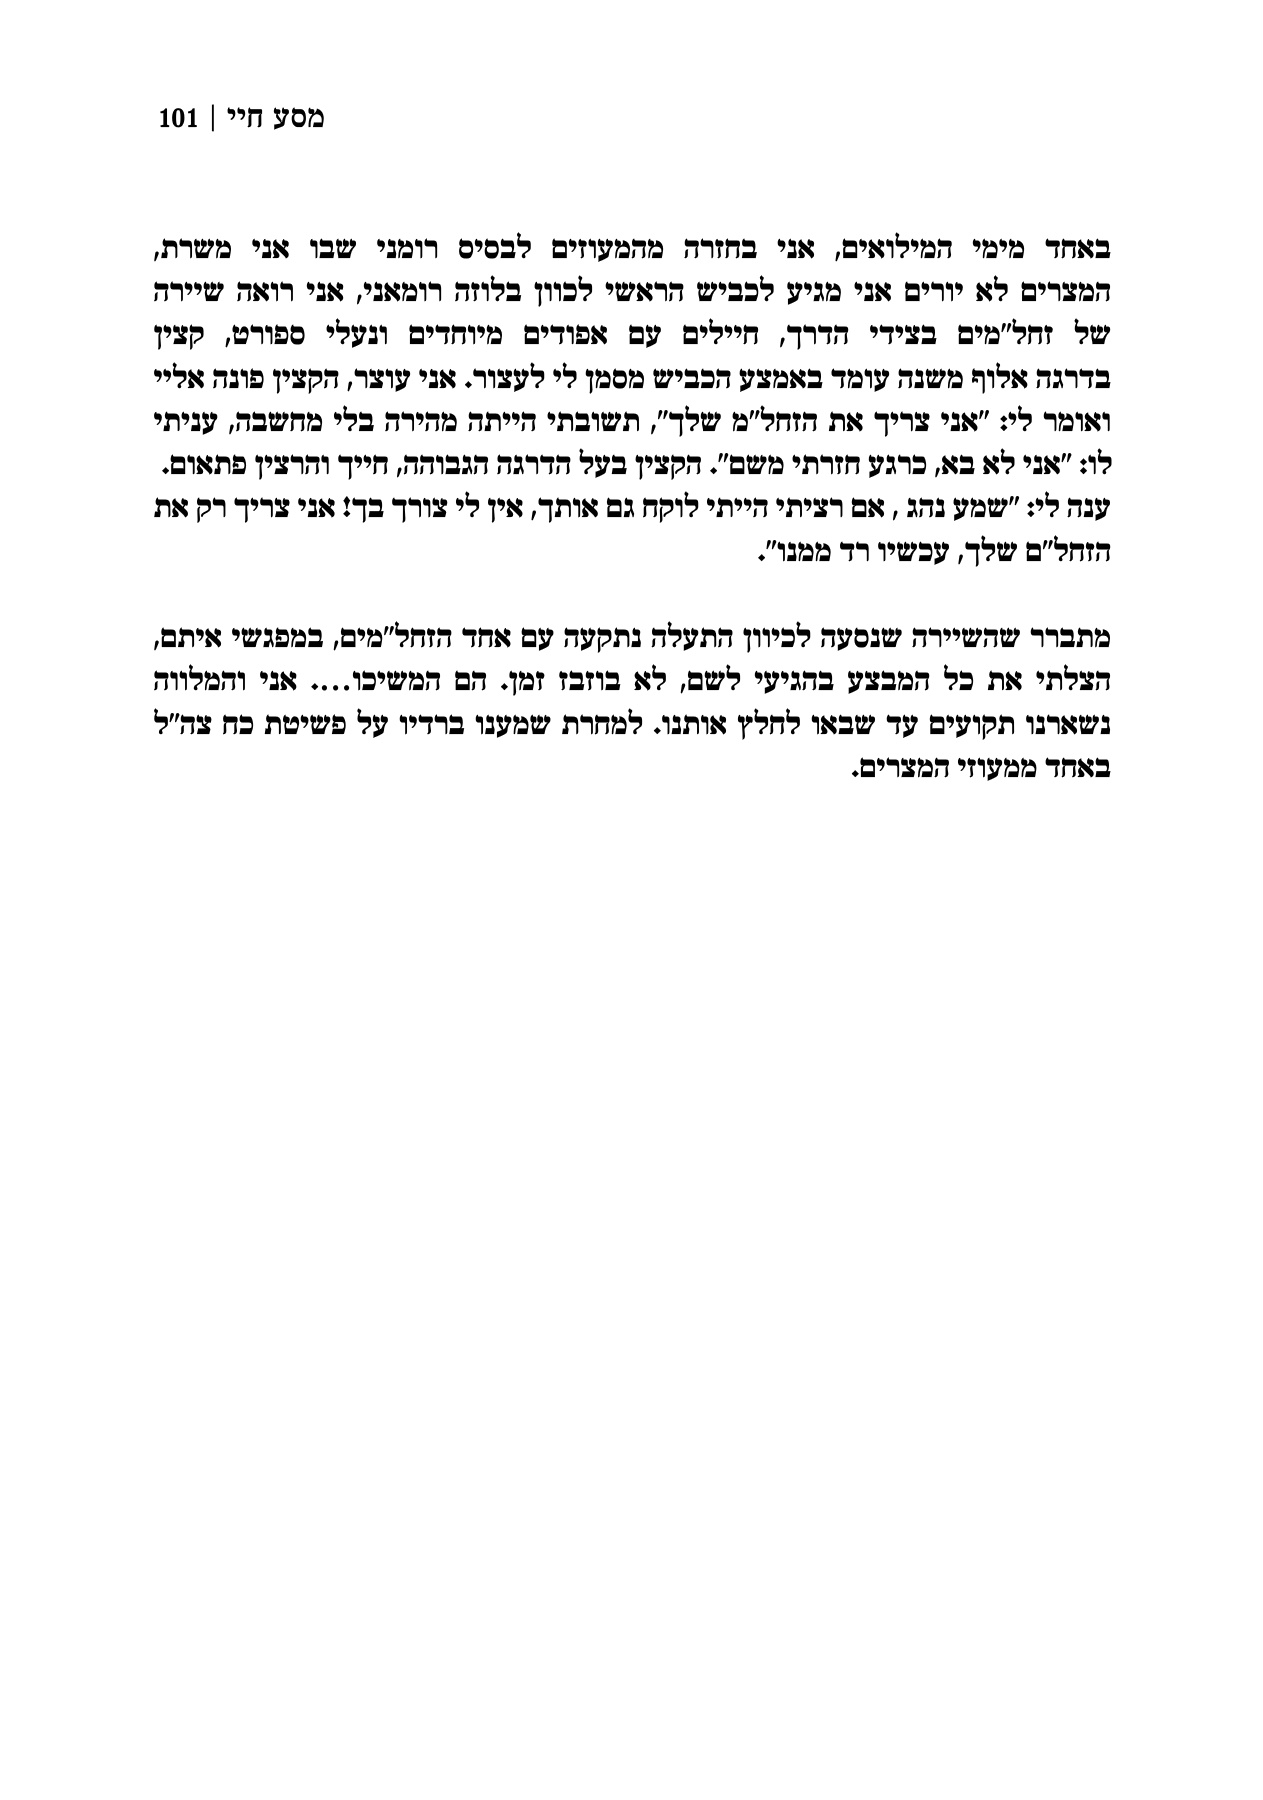 מסע חיי | 101
באחד מימי המילואים, אני בחזרה מהמעוזים לבסיס רומני שבו אני משרת,
המצרים לא יורים אני מגיע לכביש הראשי לכוון בלוזה רומאני, אני רואה שיירה
של זחל"מים בצידי הדרך, חיילים עם אפודים מיוחדים ונעלי ספורט, קצין
בדרגה אלוף משנה עומד באמצע הכביש מסמן לי לעצור. אני עוצר, הקצין פונה אליי
ואומר לי: "אני צריך את הזחל"מ שלך", תשובתי הייתה מהירה בלי מחשבה, עניתי
לו: "אני לא בא, כרגע חזרתי משם". הקצין בעל הדרגה הגבוהה, חייך והרצין פתאום.
ענה לי: "שמע נהג , אם רציתי הייתי לוקח גם אותך, אין לי צורך בך! אני צריך רק את
הזחל"ם שלך, עכשיו רד ממנו".
מתברר שהשיירה שנסעה לכיוון התעלה נתקעה עם אחד הזחל"מים, במפגשי איתם,
הצלתי את כל המבצע בהגיעי לשם, לא בוזבז זמן. הם המשיכו.... אני והמלווה
נשארנו תקועים עד שבאו לחלץ אותנו. למחרת שמענו ברדיו על פשיטת כח צה"ל
באחד ממעוזי המצרים.